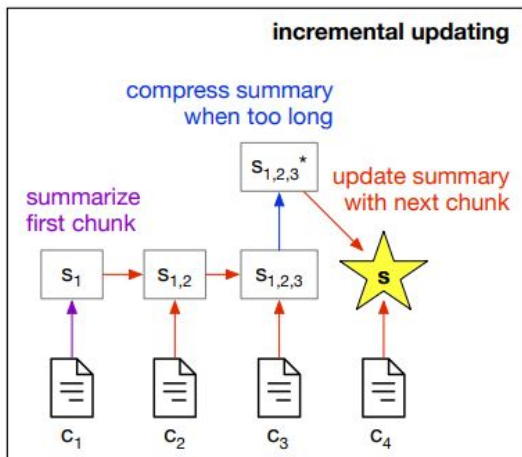 incremental updating
compress summary
when too long
s₁,₂,₃*
update summary
with next chunk
summarize
first chunk
s₁
s₁,₂
s₁,₂,₃
s
c₁
c₂
c₃
c₄